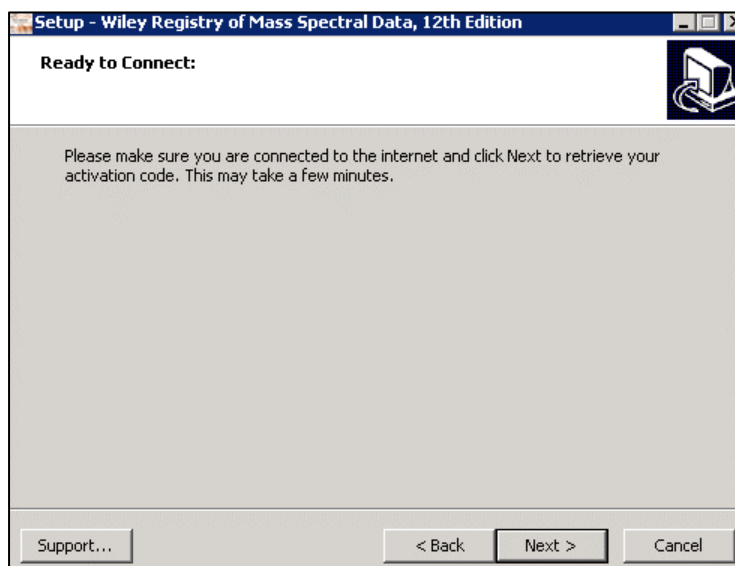 Setup - Wiley Registry of Mass Spectral Data, 12th Edition
Ready to Connect:
Please make sure you are connected to the internet and click Next to retrieve your
activation code. This may take a few minutes.
Support... < Back Next > Cancel